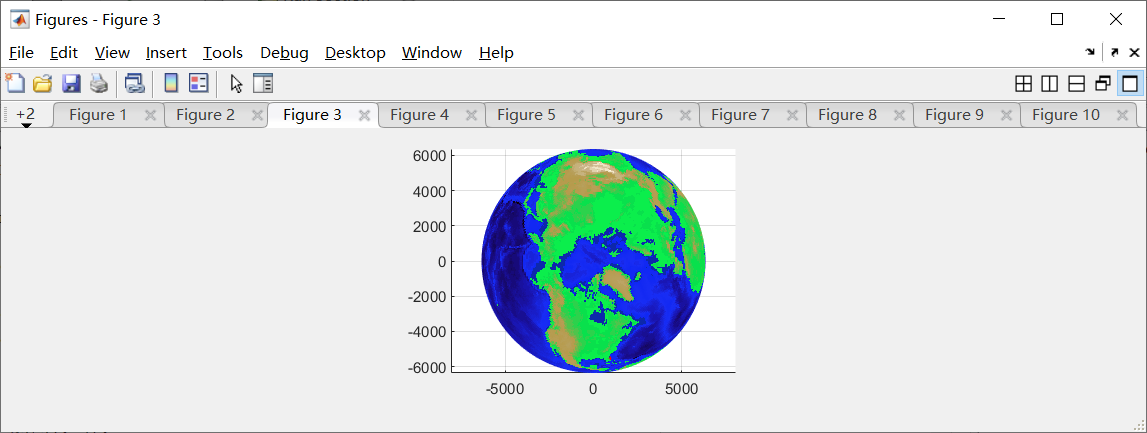 Figures - Figure 3
File Edit View Insert Tools Debug Desktop Window Help
+2 Figure 1 Figure 2 Figure 3 Figure 4 Figure 5 Figure 6 Figure 7 Figure 8 Figure 9 Figure 10
6000
4000
2000
0
-2000
-4000
-6000
-5000 0 5000